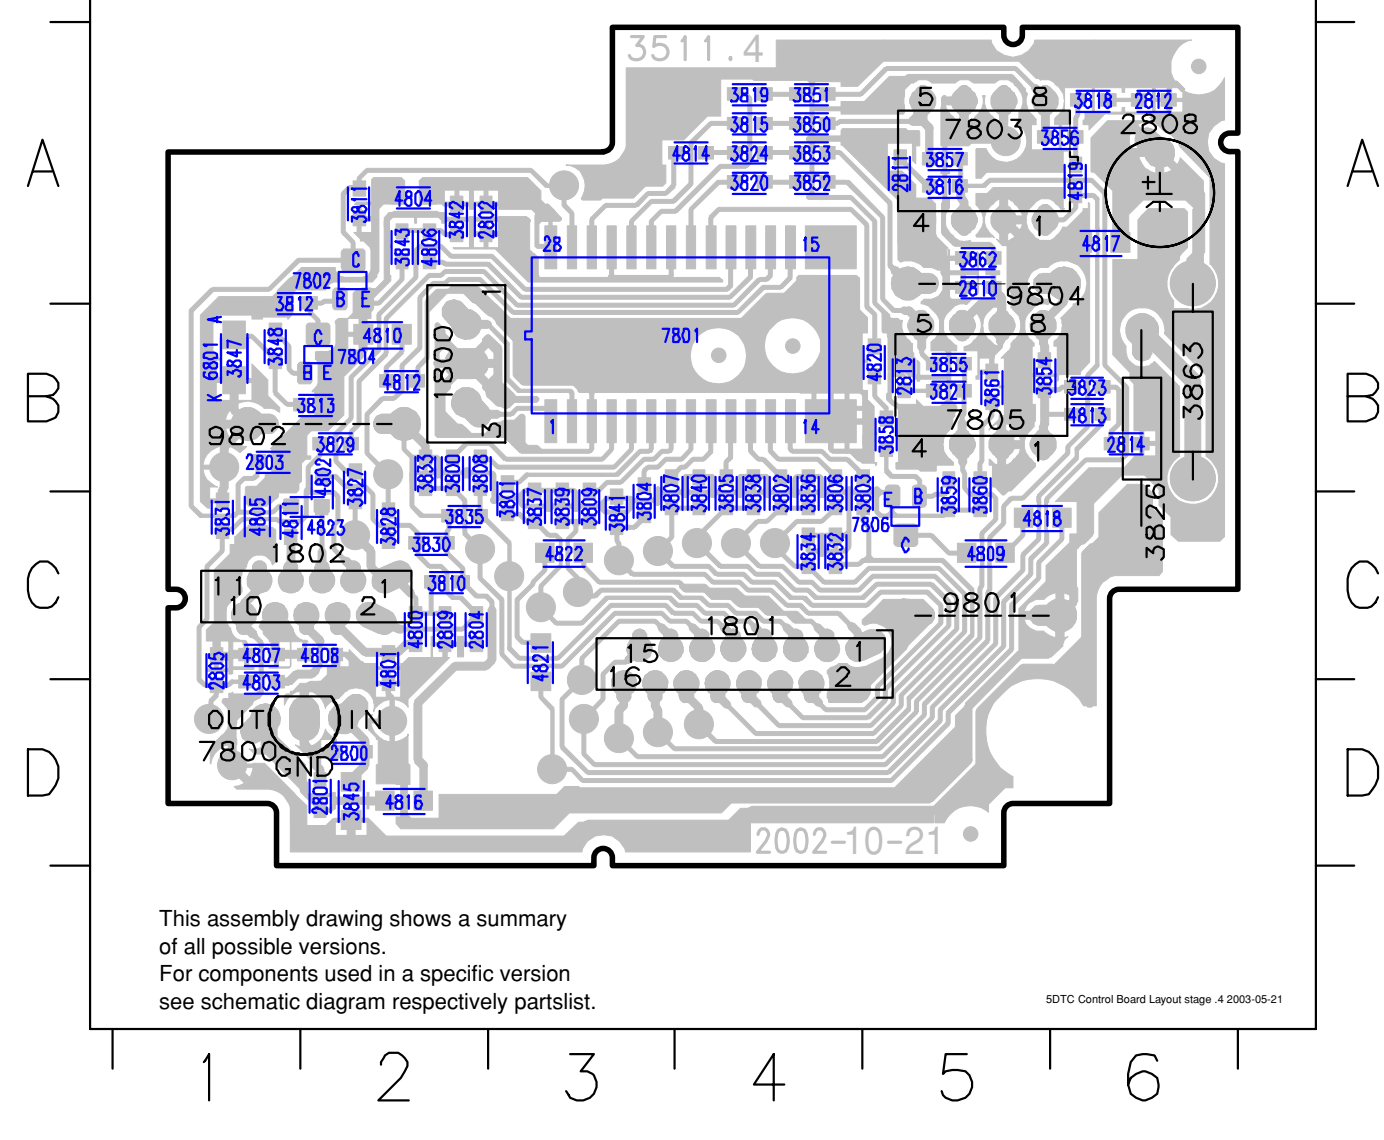 3511.4
3819 3851 5 8 3818 2812
3815 3850 7803 2808
3856
A 4814 3824 3853 2811 3857 A
3820 3852 3816 4819
3811 4804 3842 2802
4 1
3843 4806 28 15 4817
C 3862
7802 2810
B E 9804
3812 1
A 5 8
C 4810 7801
6801 3847 3848 7804 1800 4820 2813 3855 3861 3854 3863
B E 4812 3821 3823
K B
B 3813 4813
9802 3829 3 1 14 3858 7805
2803 4 1 2814
4802 3827 3833 3800 3808 3801 3837 3839 3809 3841 3804 3807 3840 3805 3838 3802 3836 3806 3803 E B 3859 3860
3831 4805 4811 4823 3828 3835 7806 4818 3826
1802 3830 4822 3834 3832 C 4809
C 11 1 3810 C
10 2 9801
4800 2809 2804 1801
4807 4808 15 1
2805 4803 4801 4821 16 2
OUT IN
7800 2800
D GND D
2801 3845 4816
2002-10-21
This assembly drawing shows a summary
of all possible versions.
For components used in a specific version
see schematic diagram respectively partslist.
5DTC Control Board Layout stage .4 2003-05-21
1 2 3 4 5 6